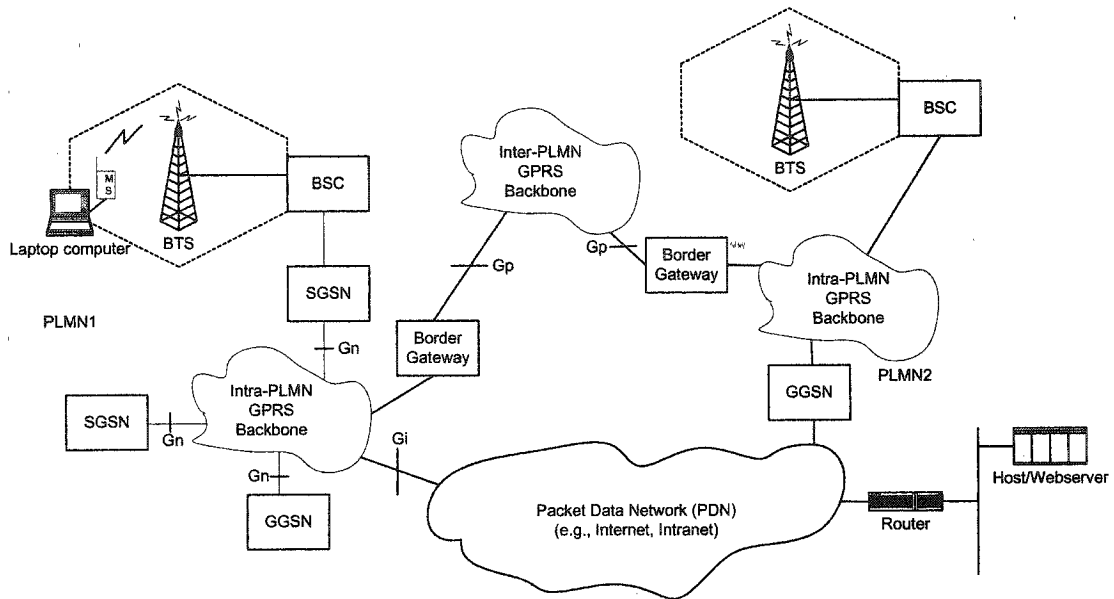 BTS
BSC
Inter-PLMN
GPRS
Backbone
M
S
BSC
BTS
Laptop computer
Gp
Gp
Border
Gateway
SGSN
Intra-PLMN
GPRS
Backbone
PLMN1
Gn
Border
Gateway
PLMN2
Intra-PLMN
GPRS
Backbone
GGSN
SGSN
Gn
Gi
Gn
Host/Webserver
GGSN
Packet Data Network (PDN)
(e.g., Internet, Intranet)
Router